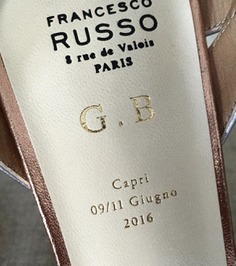 FRANCESCO
RUSSO
8 rue de Valois
PARIS
G.B
Capri
09/11 Giugno
2016